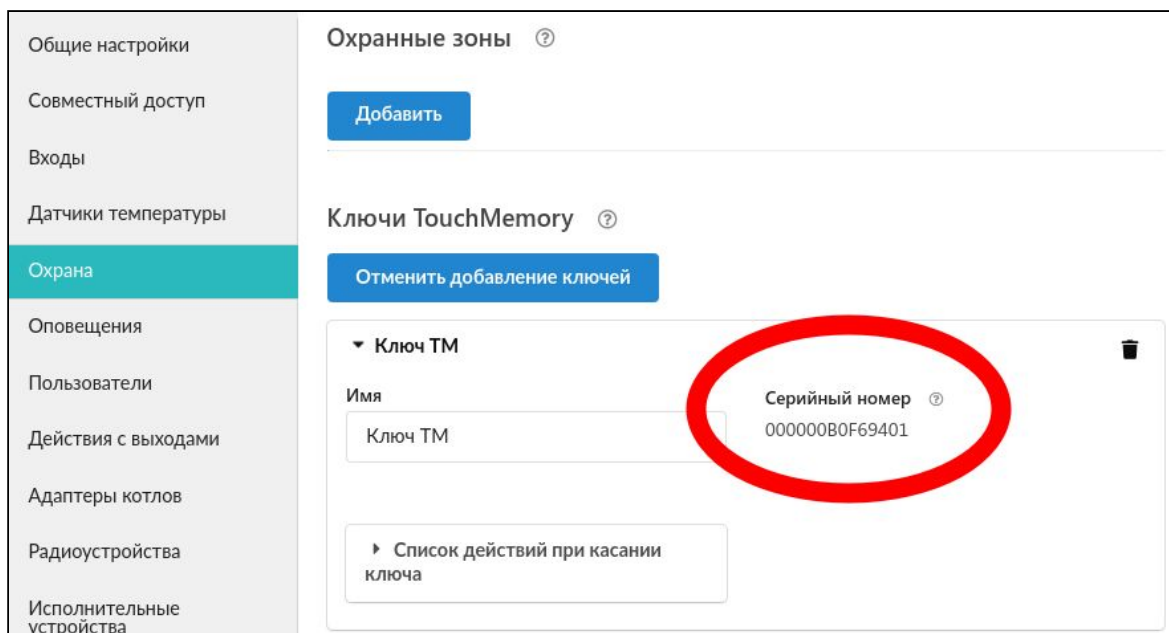 Общие настройки
Совместный доступ
Входы
Датчики температуры
Охрана
Оповещения
Пользователи
Действия с выходами
Адаптеры котлов
Радиоустройства
Исполнительные
устройства
Охранные зоны ?
Добавить
Ключи TouchMemory ?
Отменить добавление ключей
Ключ ТМ
Имя
Ключ ТМ
Серийный номер ?
000000B0F69401
Список действий при касании
ключа